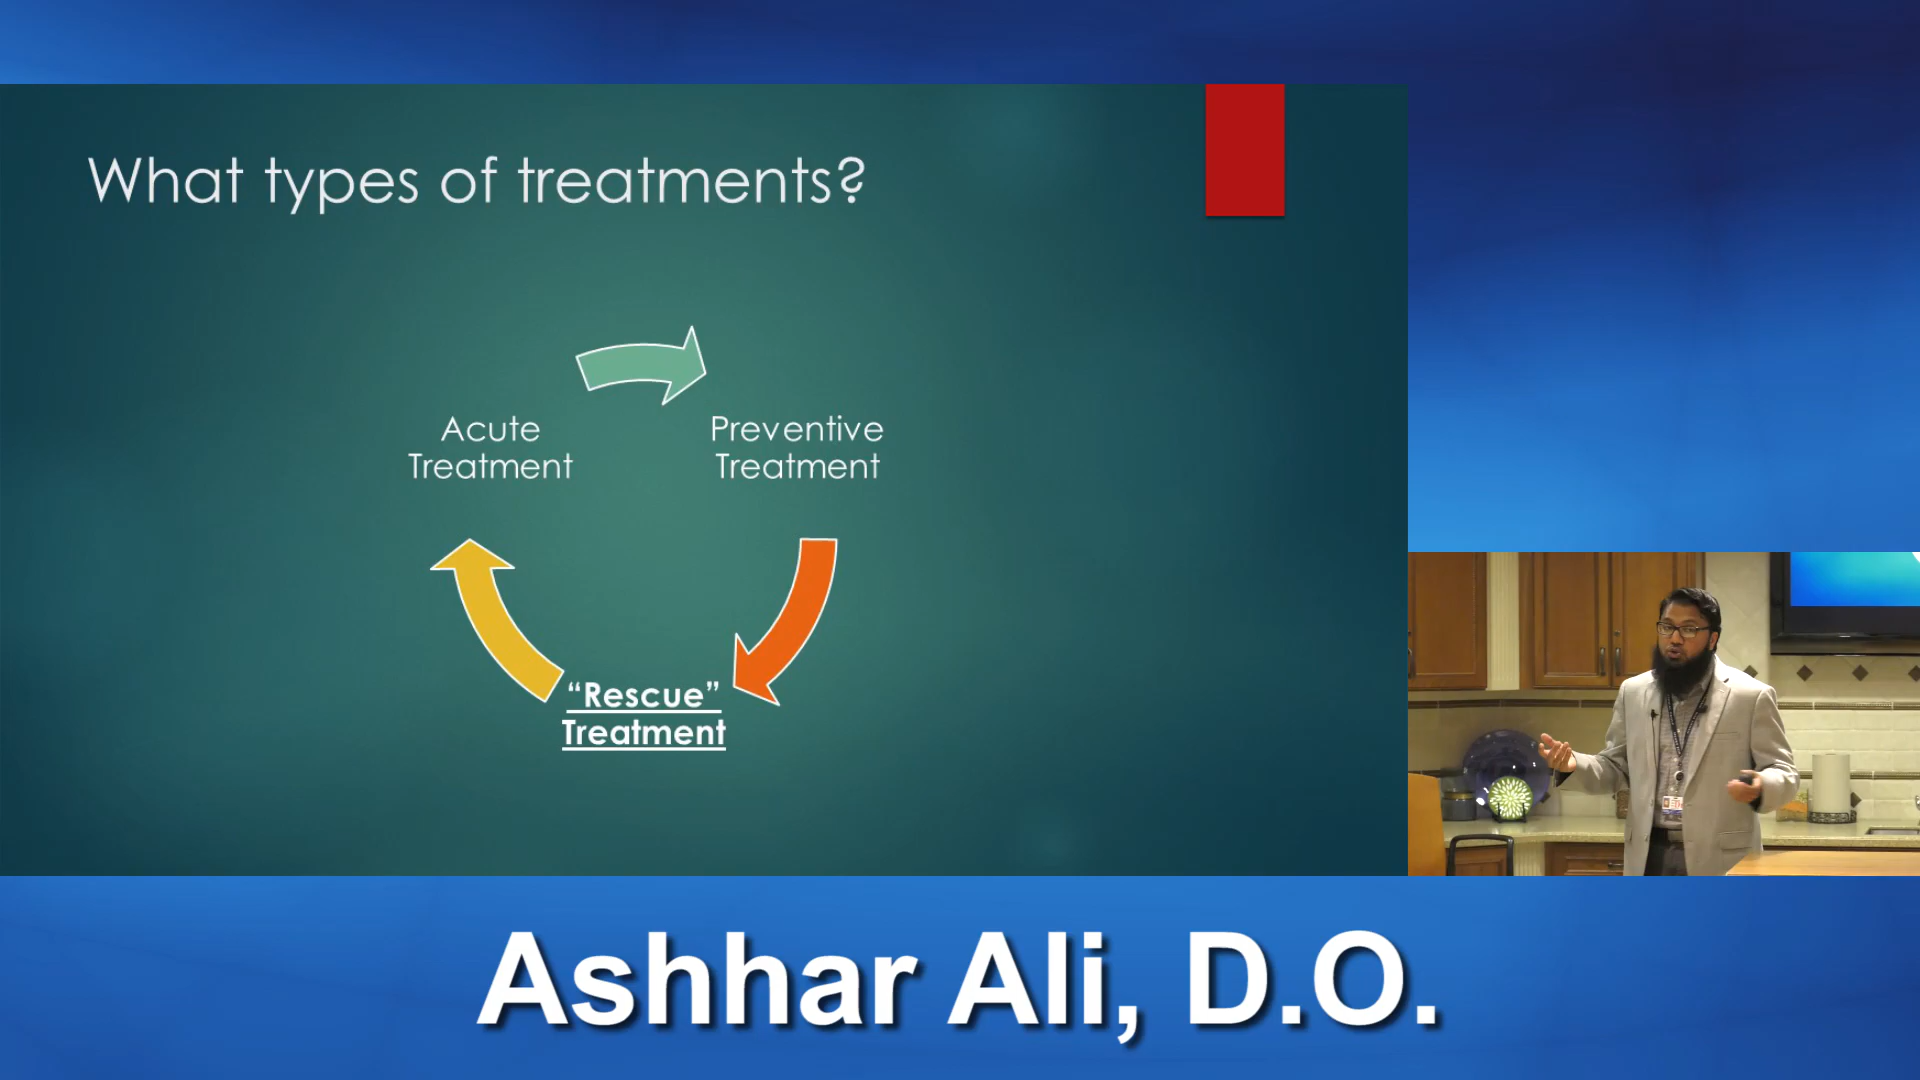 What types of treatments?
Acute
Treatment
Preventive
Treatment
“Rescue”
Treatment
Ashhar Ali, D.O.